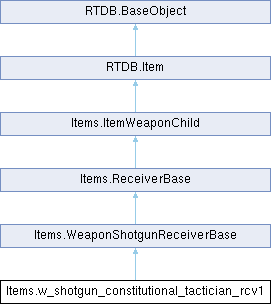 RTDB.BaseObject
RTDB.Item
Items.ItemWeaponChild
Items.ReceiverBase
Items.WeaponShotgunReceiverBase
Items.w_shotgun_constitutional_tactician_rcv1